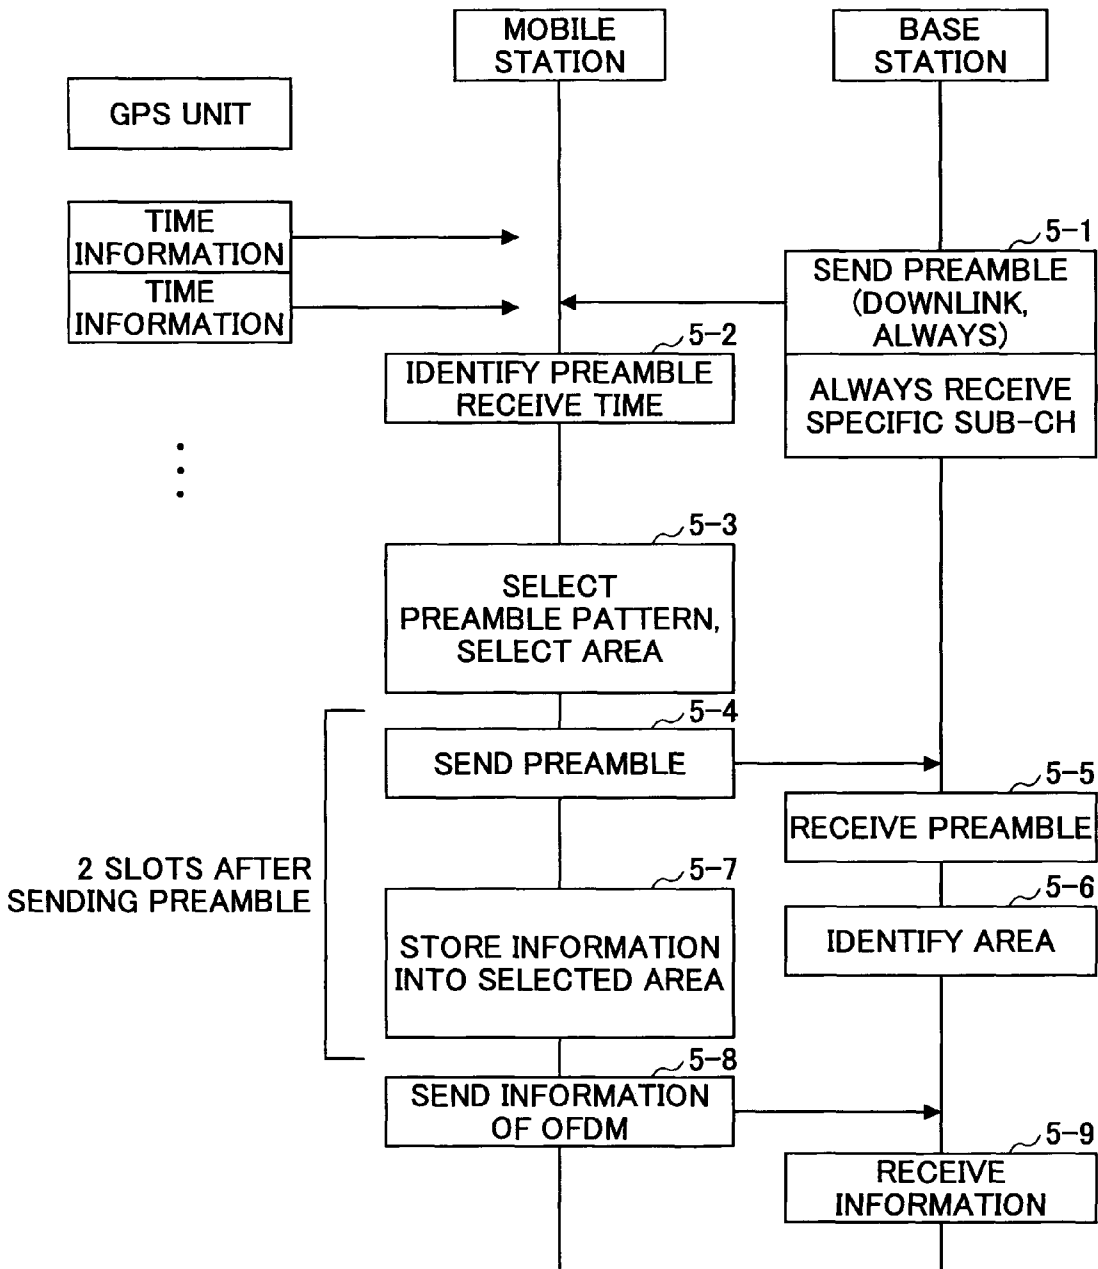 MOBILE
STATION
BASE
STATION
GPS UNIT
TIME
INFORMATION
TIME
INFORMATION
5-1
SEND PREAMBLE
(DOWNLINK,
ALWAYS)
ALWAYS RECEIVE
SPECIFIC SUB-CH
5-2
IDENTIFY PREAMBLE
RECEIVE TIME
5-3
SELECT
PREAMBLE PATTERN,
SELECT AREA
5-4
SEND PREAMBLE
5-5
RECEIVE PREAMBLE
2 SLOTS AFTER
SENDING PREAMBLE
5-7
STORE INFORMATION
INTO SELECTED AREA
5-6
IDENTIFY AREA
5-8
SEND INFORMATION
OF OFDM
5-9
RECEIVE
INFORMATION